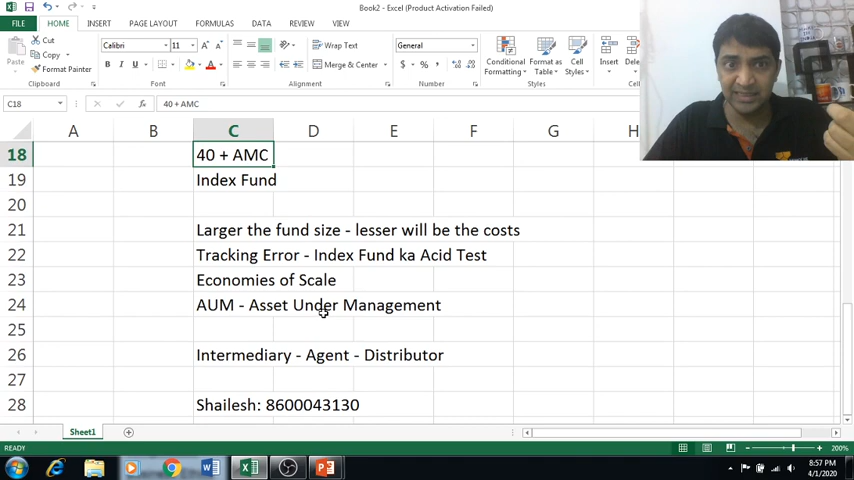 Book2 - Excel (Product Activation Failed)
FILE HOME INSERT PAGE LAYOUT FORMULAS DATA REVIEW VIEW
Cut
Copy
Format Painter
Paste
Calibri 11
B I U
Wrap Text
Merge & Center
General
$ % ,
Conditional Formatting
Format as Table
Cell Styles
Insert
Clipboard Font Alignment Number Styles
C18 fx 40 + AMC
A B C D E F G H
18 40 + AMC
19 Index Fund
20
21 Larger the fund size - lesser will be the costs
22 Tracking Error - Index Fund ka Acid Test
23 Economies of Scale
24 AUM - Asset Under Management
25
26 Intermediary - Agent - Distributor
27
28 Shailesh: 8600043130
Sheet1
READY 200%
8:57 PM
4/1/2020